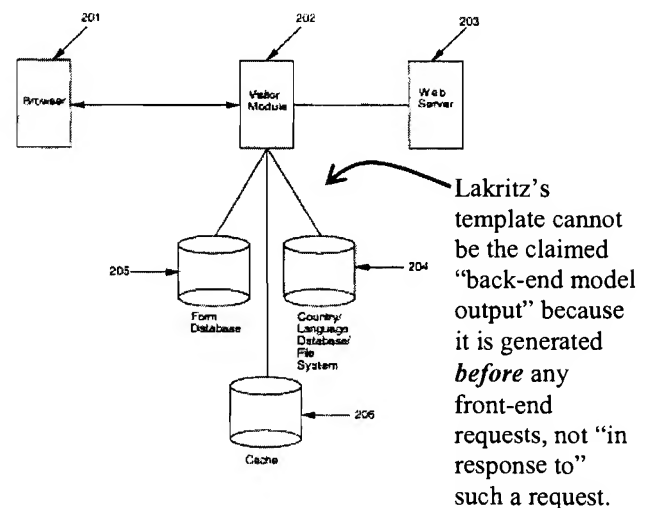 201
202
203
Browser
Visitor
Module
Web
Server
Lakritz's
template cannot
be the claimed
"back-end model
output" because
it is generated
before any
front-end
requests, not "in
response to"
such a request.
205
204
Form
Database
Country/
Language
Database/
File
System
206
Cache